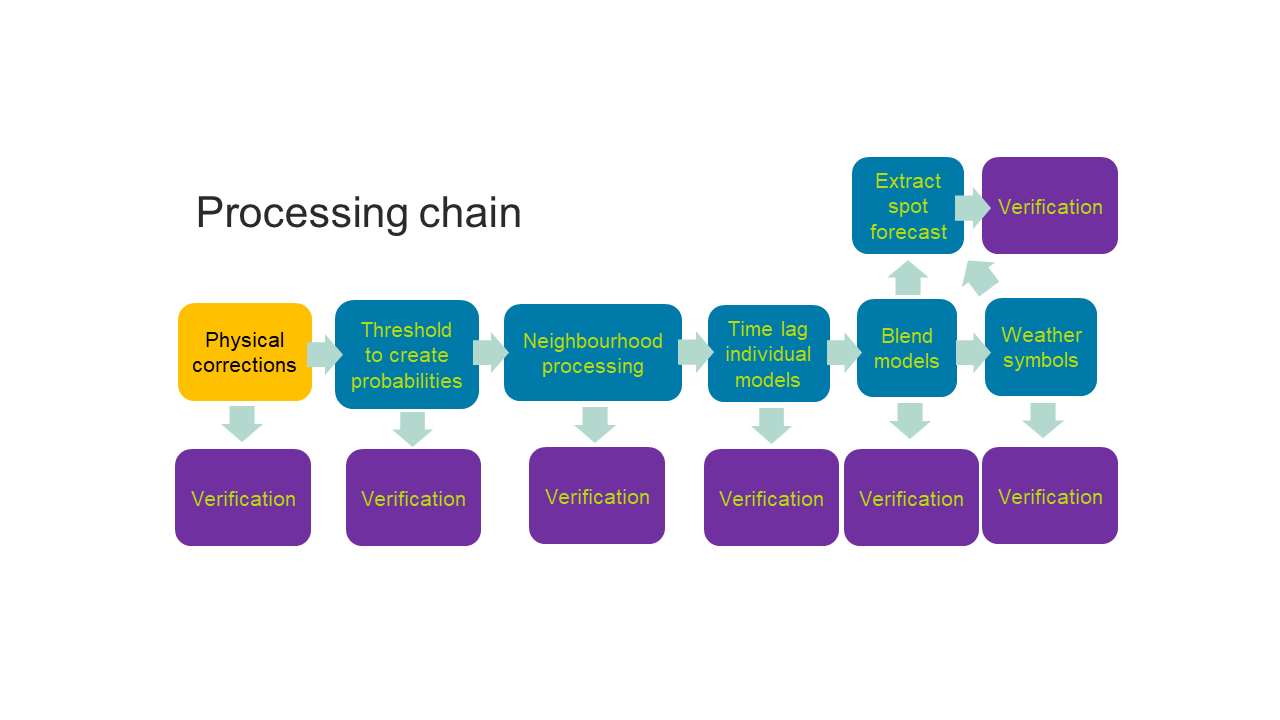 Processing chain
Extract
spot
forecast
Verification
Physical
corrections
Threshold
to create
probabilities
Neighbourhood
processing
Time lag
individual
models
Blend
models
Weather
symbols
Verification
Verification
Verification
Verification
Verification
Verification